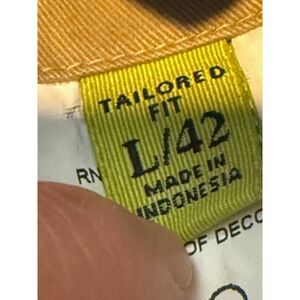 TAILORED
FIT
L/42
RN
MADE IN
INDONESIA
OF DECO